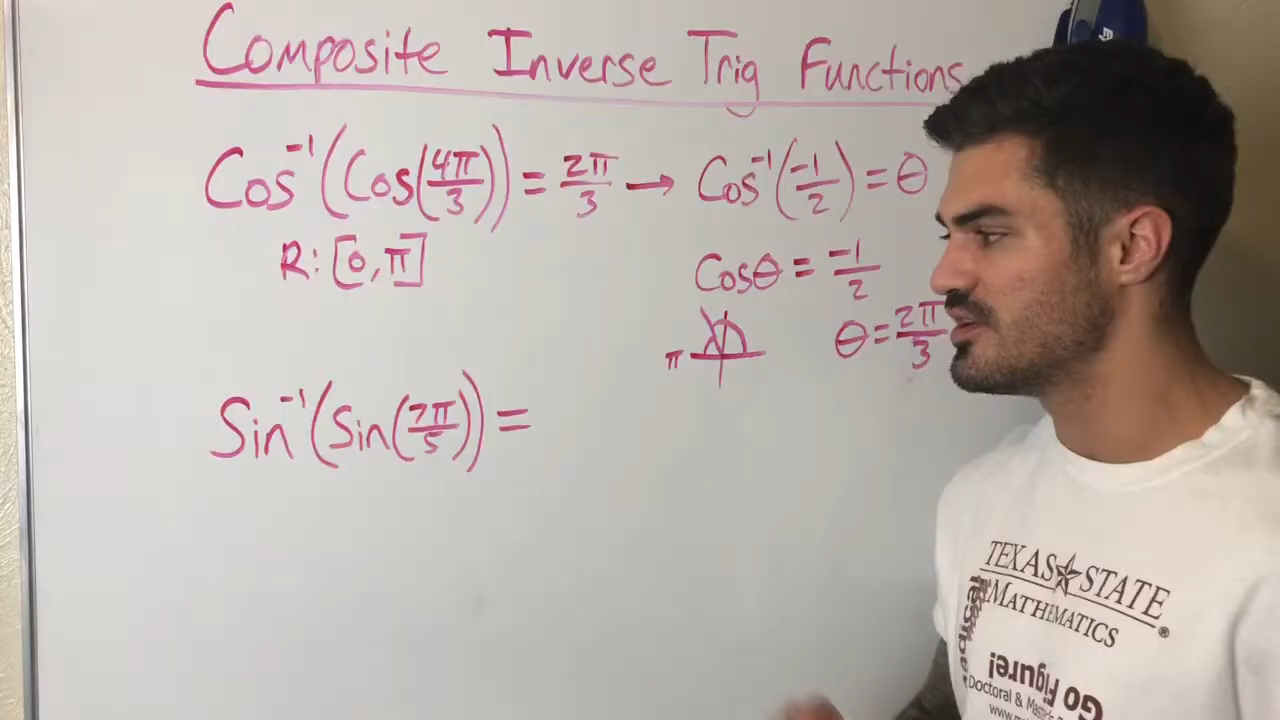 Composite Inverse Trig Functions
Cos⁻¹(Cos(4π/3)) = 2π/3 → Cos⁻¹(-1/2) = θ
R: [0, π]
Cosθ = -1/2
π
θ = 2π/3
Sin⁻¹(Sin(7π/5)) =
TEXAS STATE
MATHEMATICS®
Go Figure!
Doctoral &
www.